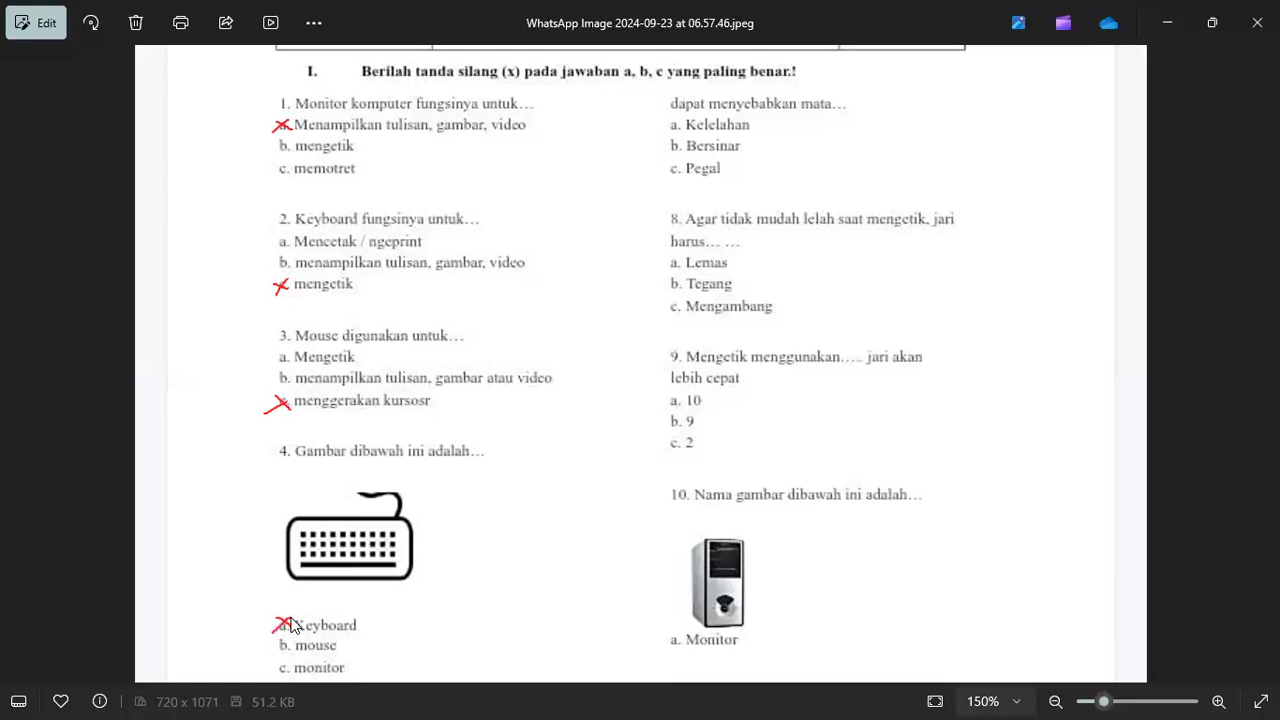 Edit
WhatsApp Image 2024-09-23 at 06.57.46.jpeg
I. Berilah tanda silang (x) pada jawaban a, b, c yang paling benar.!
1. Monitor komputer fungsinya untuk…
a. Menampilkan tulisan, gambar, video
b. mengetik
c. memotret
2. Keyboard fungsinya untuk…
a. Mencetak / ngeprint
b. menampilkan tulisan, gambar, video
mengetik
3. Mouse digunakan untuk…
a. Mengetik
b. menampilkan tulisan, gambar atau video
c. menggerakan kursosr
4. Gambar dibawah ini adalah…
a. Keyboard
b. mouse
c. monitor
dapat menyebabkan mata…
a. Kelelahan
b. Bersinar
c. Pegal
8. Agar tidak mudah lelah saat mengetik, jari
harus… …
a. Lemas
b. Tegang
c. Mengambang
9. Mengetik menggunakan….. jari akan
lebih cepat
a. 10
b. 9
c. 2
10. Nama gambar dibawah ini adalah…
a. Monitor
720 x 1071
51.2 KB
150%